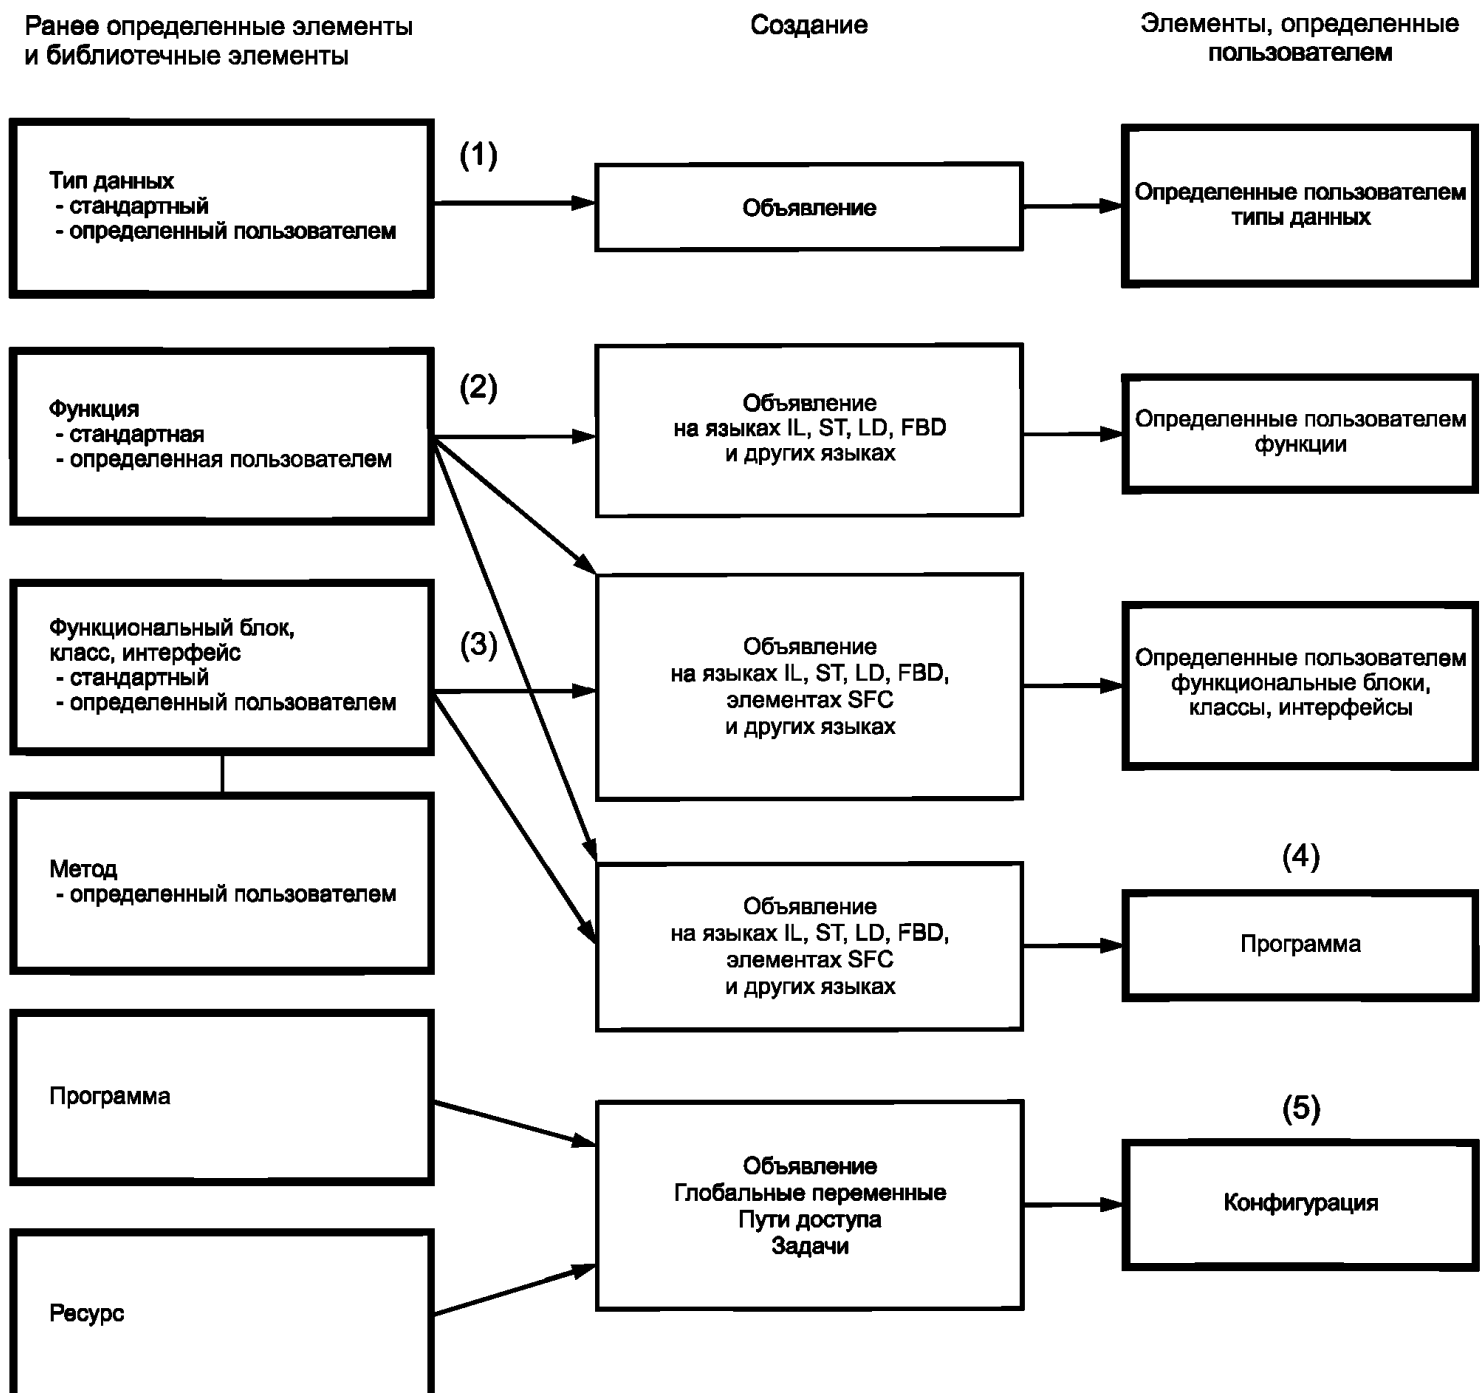 Ранее определенные элементы
и библиотечные элементы
Создание
Элементы, определенные
пользователем
Тип данных
- стандартный
- определенный пользователем
(1)
Объявление
Определенные пользователем
типы данных
Функция
- стандартная
- определенная пользователем
(2)
Объявление
на языках IL, ST, LD, FBD
и других языках
Определенные пользователем
функции
Функциональный блок,
класс, интерфейс
- стандартный
- определенный пользователем
(3)
Объявление
на языках IL, ST, LD, FBD,
элементах SFC
и других языках
Определенные пользователем
функциональные блоки,
классы, интерфейсы
Метод
- определенный пользователем
Объявление
на языках IL, ST, LD, FBD,
элементах SFC
и других языках
(4)
Программа
Программа
Объявление
Глобальные переменные
Пути доступа
Задачи
(5)
Конфигурация
Ресурс